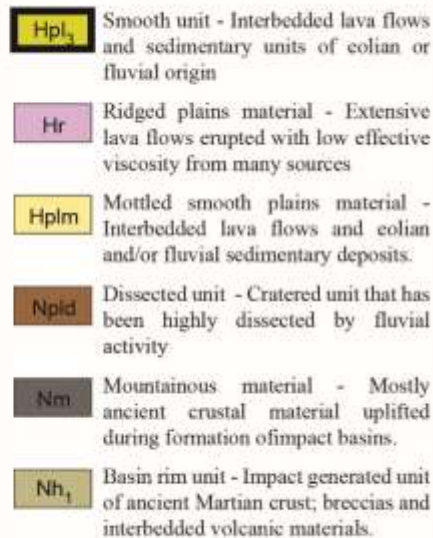 Hpl₃ Smooth unit - Interbedded lava flows
and sedimentary units of eolian or
fluvial origin
Hr Ridged plains material - Extensive
lava flows erupted with low effective
viscosity from many sources
Hplm Mottled smooth plains material -
Interbedded lava flows and eolian
and/or fluvial sedimentary deposits.
Npld Dissected unit - Cratered unit that has
been highly dissected by fluvial
activity
Nm Mountainous material - Mostly
ancient crustal material uplifted
during formation ofimpact basins.
Nh₁ Basin rim unit - Impact generated unit
of ancient Martian crust; breccias and
interbedded volcanic materials.